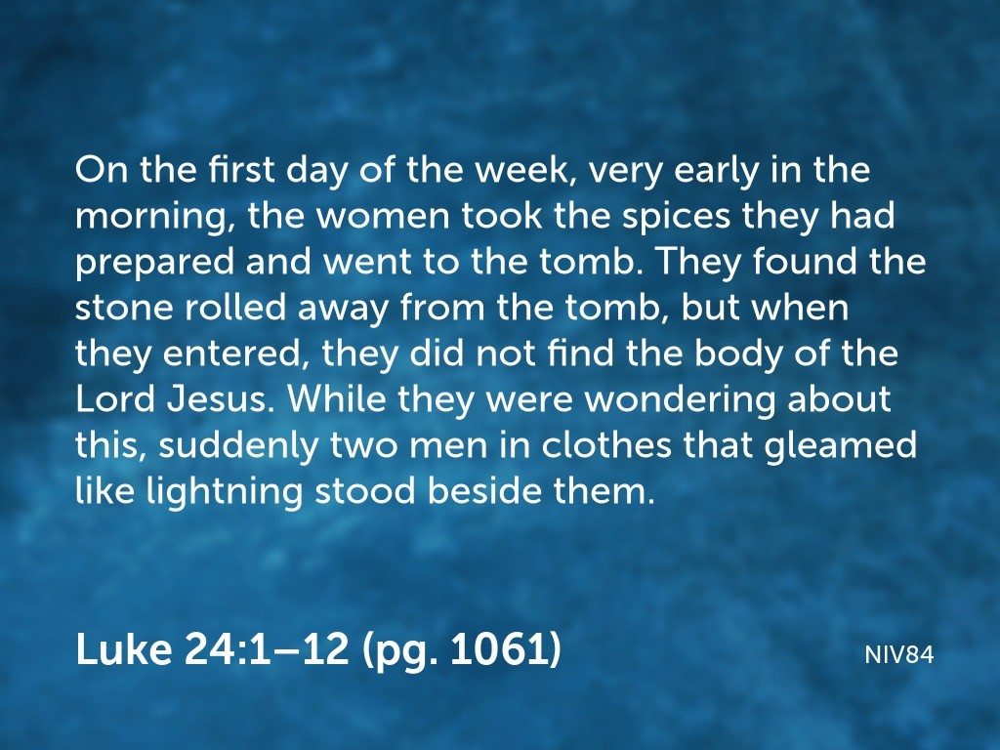 On the first day of the week, very early in the
morning, the women took the spices they had
prepared and went to the tomb. They found the
stone rolled away from the tomb, but when
they entered, they did not find the body of the
Lord Jesus. While they were wondering about
this, suddenly two men in clothes that gleamed
like lightning stood beside them.
Luke 24:1–12 (pg. 1061)
NIV84